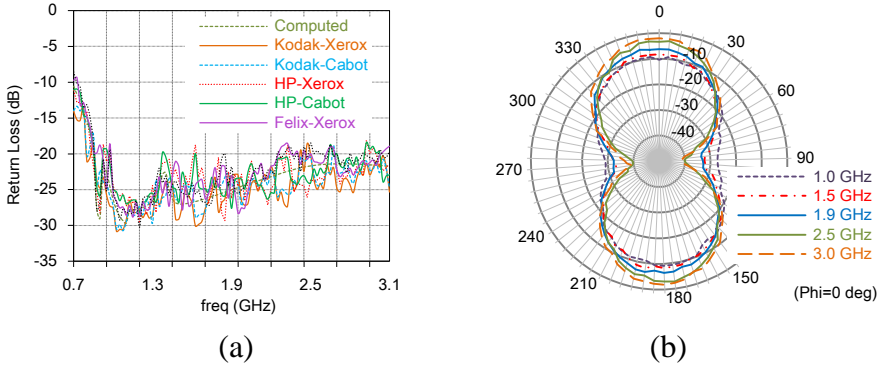 0
-5
-10
-15
-20
-25
-30
-35
Return Loss (dB)
0.7
1.3
1.9
2.5
3.1
freq (GHz)
Computed
Kodak-Xerox
Kodak-Cabot
HP-Xerox
HP-Cabot
Felix-Xerox
(a)
0
30
60
90
150
180
210
240
270
300
330
-10
-20
-30
-40
1.0 GHz
1.5 GHz
1.9 GHz
2.5 GHz
3.0 GHz
(Phi=0 deg)
(b)